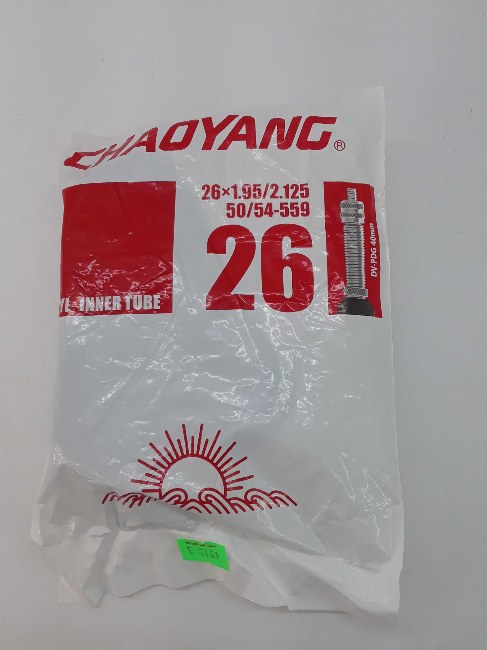 CHAOYANG®
26×1.95/2.125
50/54-559
26
DV-PDG 40mm
INNER TUBE